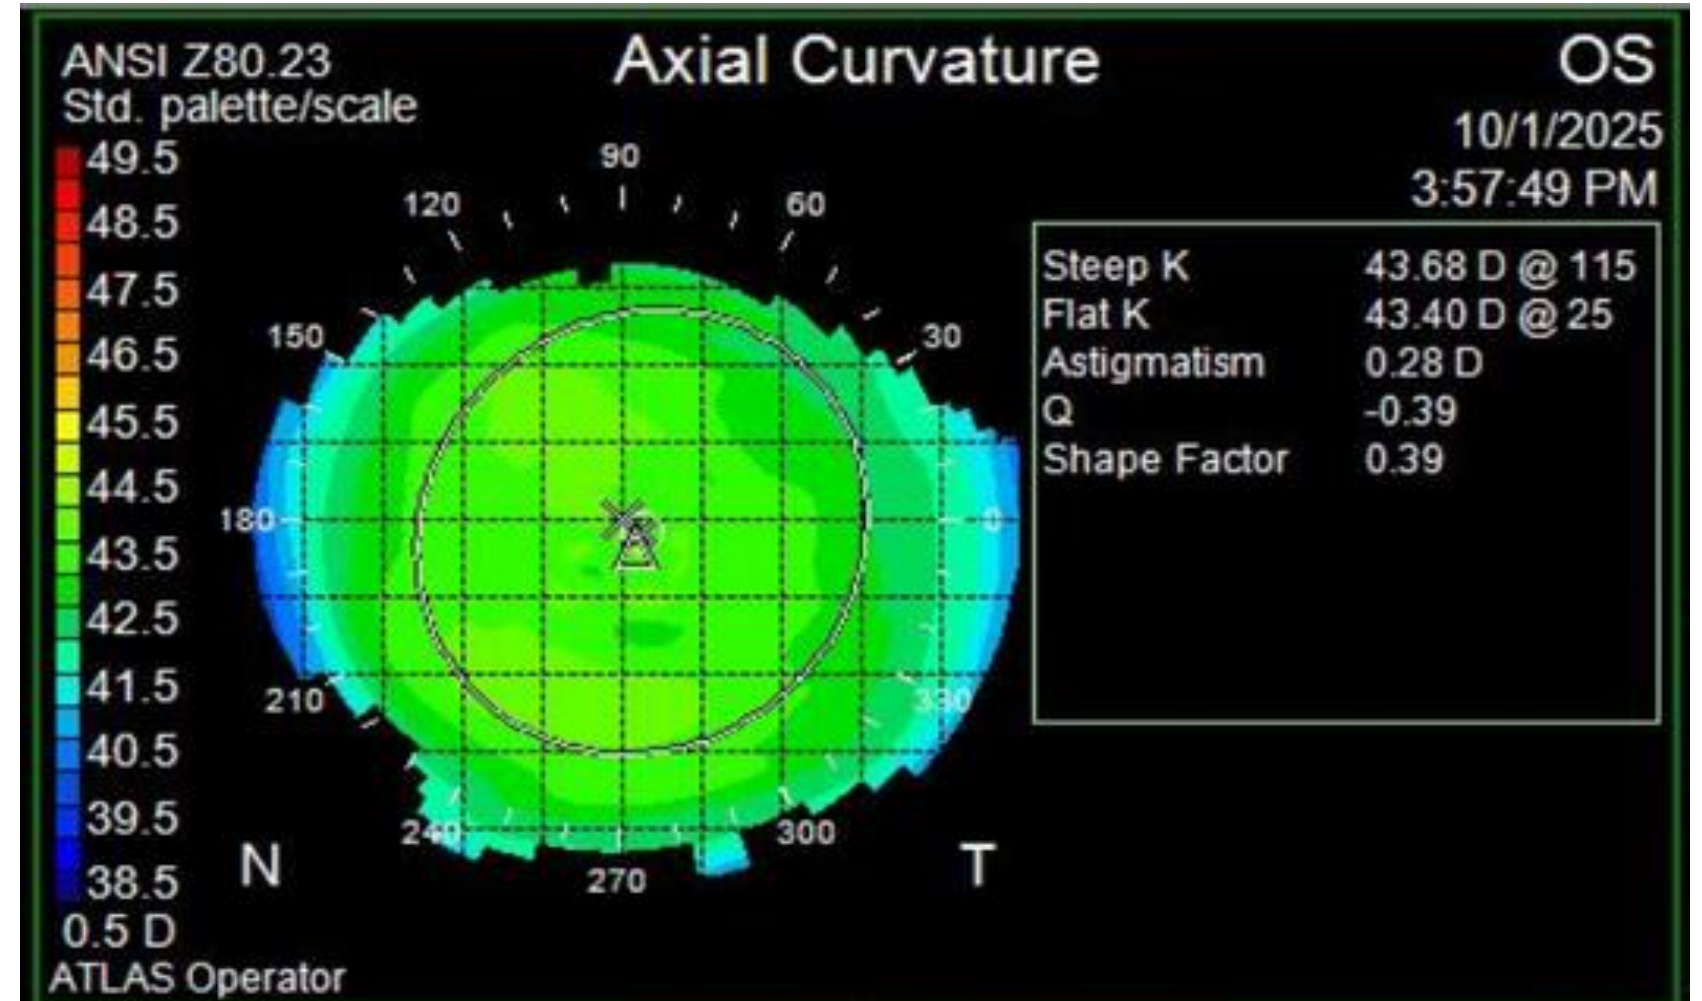 ANSI Z80.23
Std. palette/scale
Axial Curvature
OS
10/1/2025
3:57:49 PM
49.5
48.5
47.5
46.5
45.5
44.5
43.5
42.5
41.5
40.5
39.5
38.5
0.5 D
90
120
60
150
30
180
0
210
330
240
300
270
N
T
Steep K 43.68 D @ 115
Flat K 43.40 D @ 25
Astigmatism 0.28 D
Q -0.39
Shape Factor 0.39
ATLAS Operator